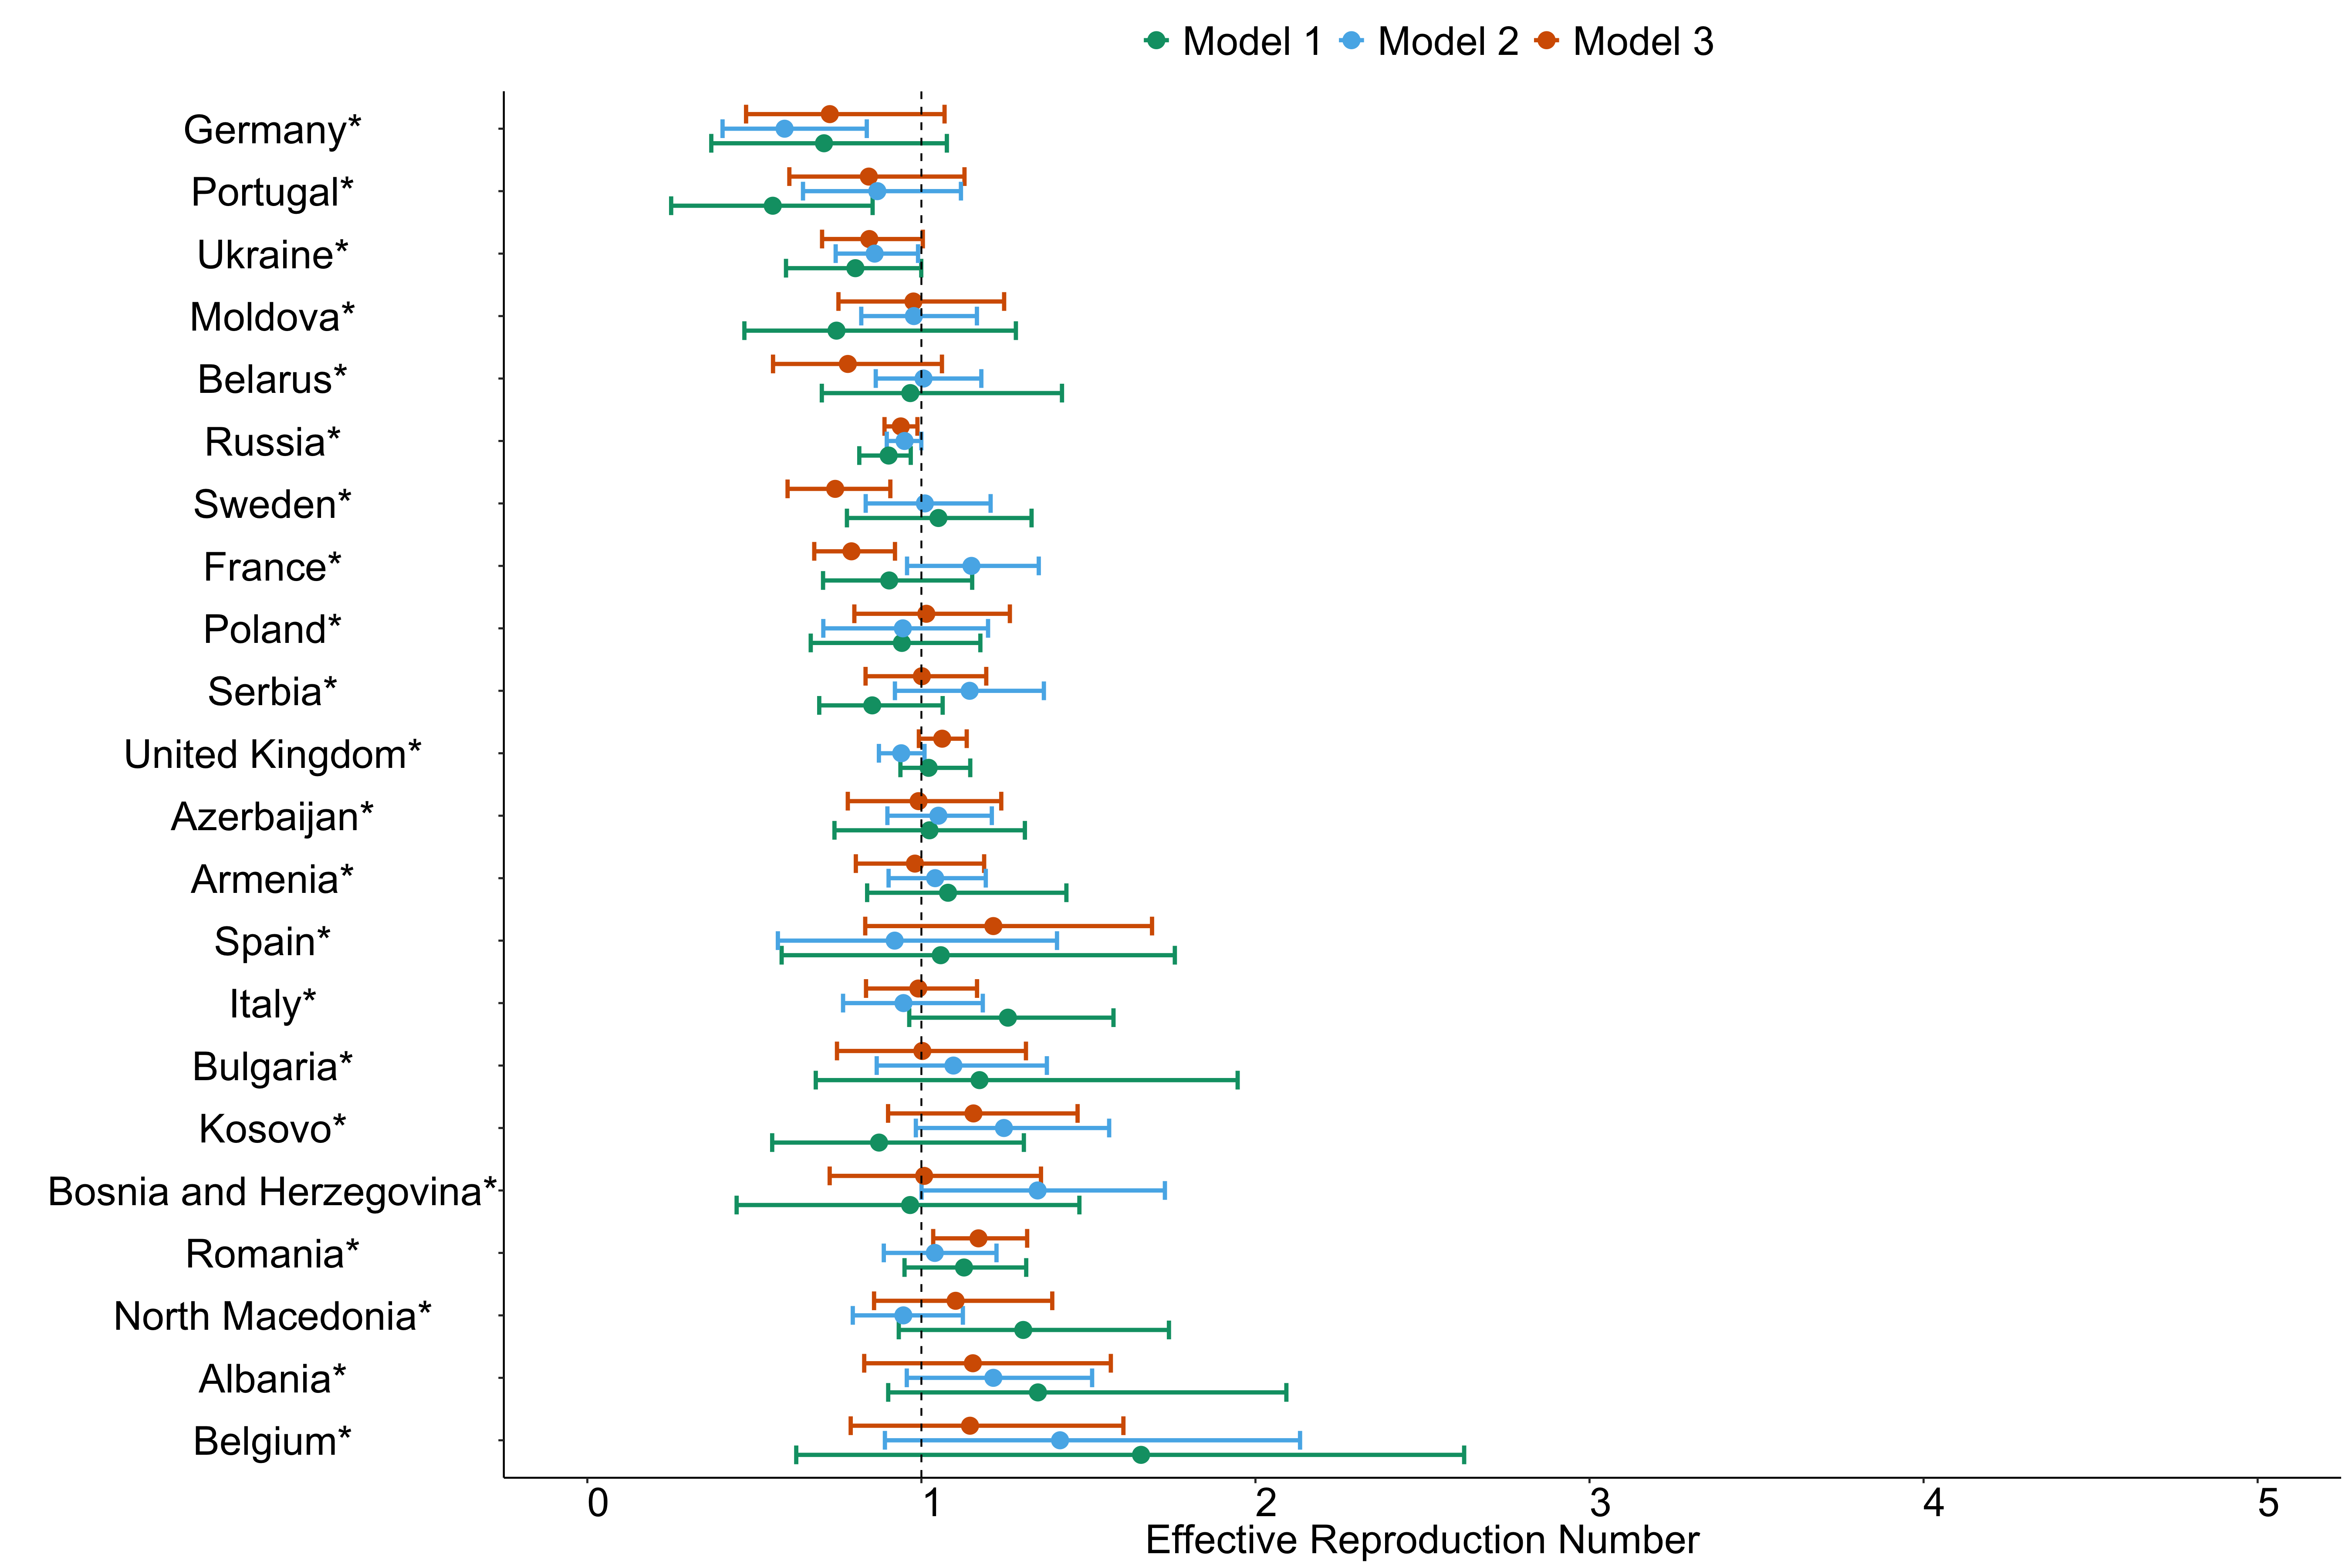 Model 1 Model 2 Model 3
Germany*
Portugal*
Ukraine*
Moldova*
Belarus*
Russia*
Sweden*
France*
Poland*
Serbia*
United Kingdom*
Azerbaijan*
Armenia*
Spain*
Italy*
Bulgaria*
Kosovo*
Bosnia and Herzegovina*
Romania*
North Macedonia*
Albania*
Belgium*
0 1 2 3 4 5
Effective Reproduction Number